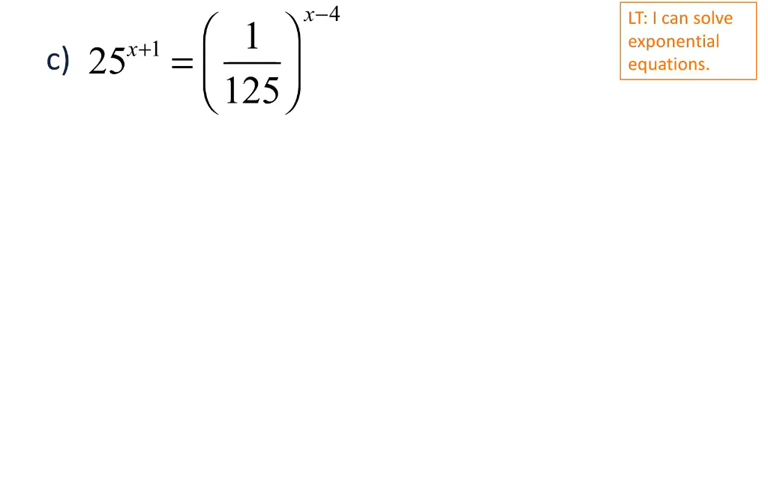 c) 25^{x+1} = (1/125)^{x−4}
LT: I can solve
exponential
equations.